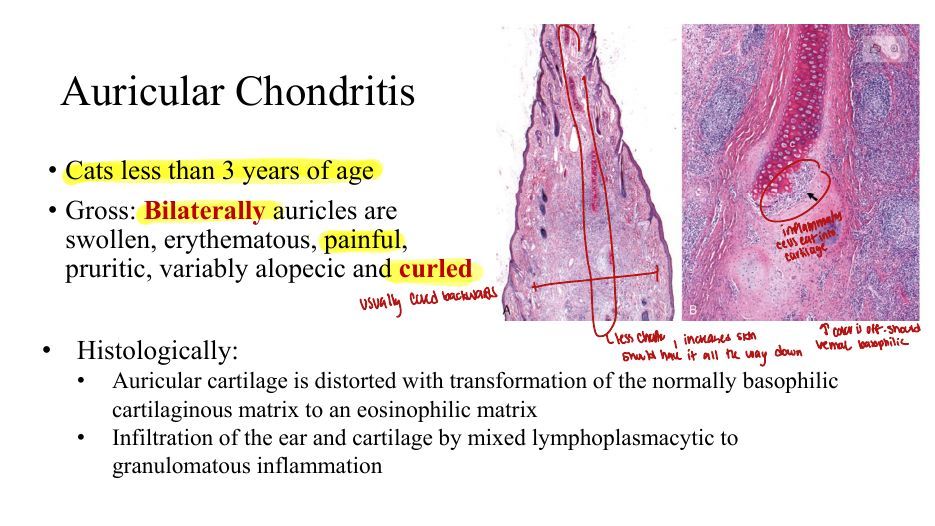 Auricular Chondritis
• Cats less than 3 years of age
• Gross: Bilaterally auricles are
swollen, erythematous, painful,
pruritic, variably alopecic and curled
usually curled backwards
A
B
inflammatory
cells eat into
cartilage
less
, increases skin
should have it all the way down
↑ color is off. should
be basophilic
• Histologically:
• Auricular cartilage is distorted with transformation of the normally basophilic
cartilaginous matrix to an eosinophilic matrix
• Infiltration of the ear and cartilage by mixed lymphoplasmacytic to
granulomatous inflammation